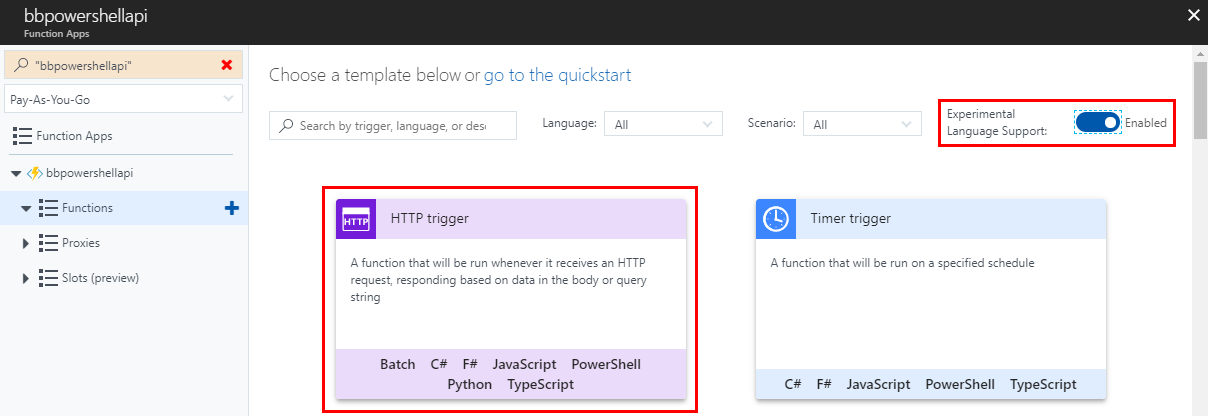 bbpowershellapi
Function Apps
"bbpowershellapi"
Pay-As-You-Go
Function Apps
bbpowershellapi
Functions
Proxies
Slots (preview)
Choose a template below or go to the quickstart
Search by trigger, language, or desc
Language: All
Scenario: All
Experimental
Language Support:
Enabled
HTTP
HTTP trigger
A function that will be run whenever it receives an HTTP
request, responding based on data in the body or query
string
Batch C# F# JavaScript PowerShell
Python TypeScript
Timer trigger
A function that will be run on a specified schedule
C# F# JavaScript PowerShell TypeScript